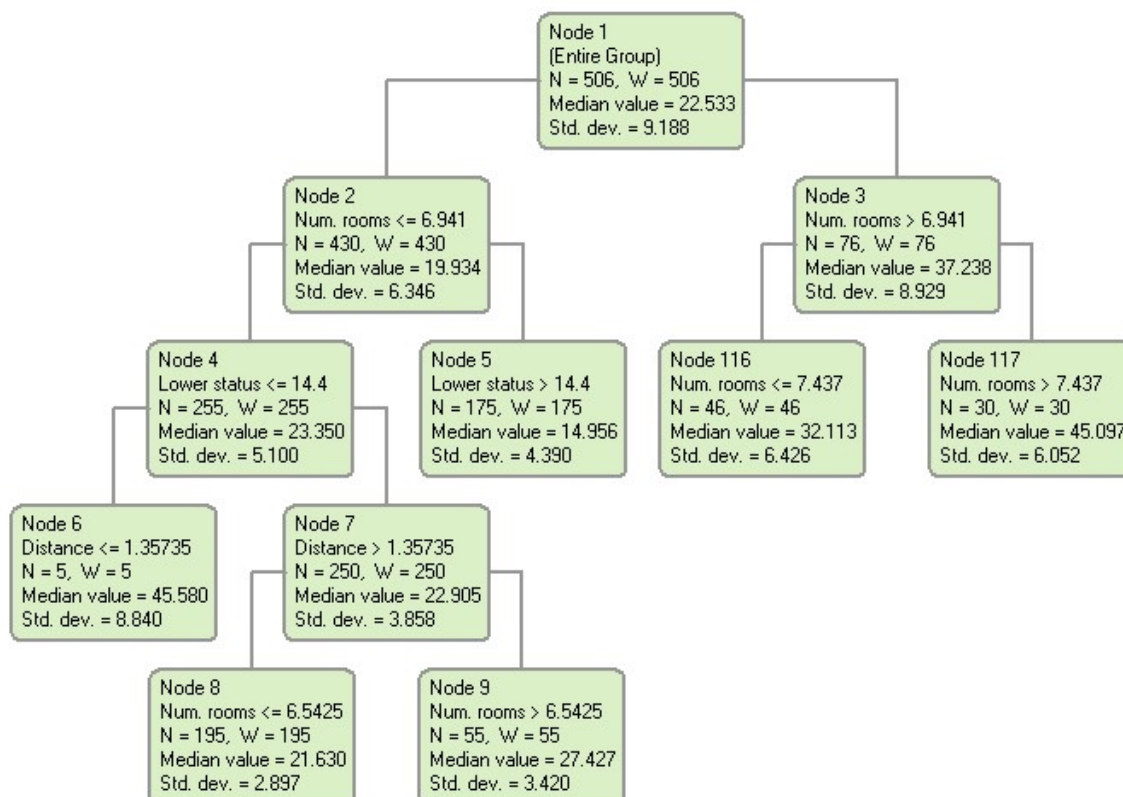 Node 1
(Entire Group)
N = 506, W = 506
Median value = 22.533
Std. dev. = 9.188
Node 2
Num. rooms <= 6.941
N = 430, W = 430
Median value = 19.934
Std. dev. = 6.346
Node 3
Num. rooms > 6.941
N = 76, W = 76
Median value = 37.238
Std. dev. = 8.929
Node 4
Lower status <= 14.4
N = 255, W = 255
Median value = 23.350
Std. dev. = 5.100
Node 5
Lower status > 14.4
N = 175, W = 175
Median value = 14.956
Std. dev. = 4.390
Node 116
Num. rooms <= 7.437
N = 46, W = 46
Median value = 32.113
Std. dev. = 6.426
Node 117
Num. rooms > 7.437
N = 30, W = 30
Median value = 45.097
Std. dev. = 6.052
Node 6
Distance <= 1.35735
N = 5, W = 5
Median value = 45.580
Std. dev. = 8.840
Node 7
Distance > 1.35735
N = 250, W = 250
Median value = 22.905
Std. dev. = 3.858
Node 8
Num. rooms <= 6.5425
N = 195, W = 195
Median value = 21.630
Std. dev. = 2.897
Node 9
Num. rooms > 6.5425
N = 55, W = 55
Median value = 27.427
Std. dev. = 3.420